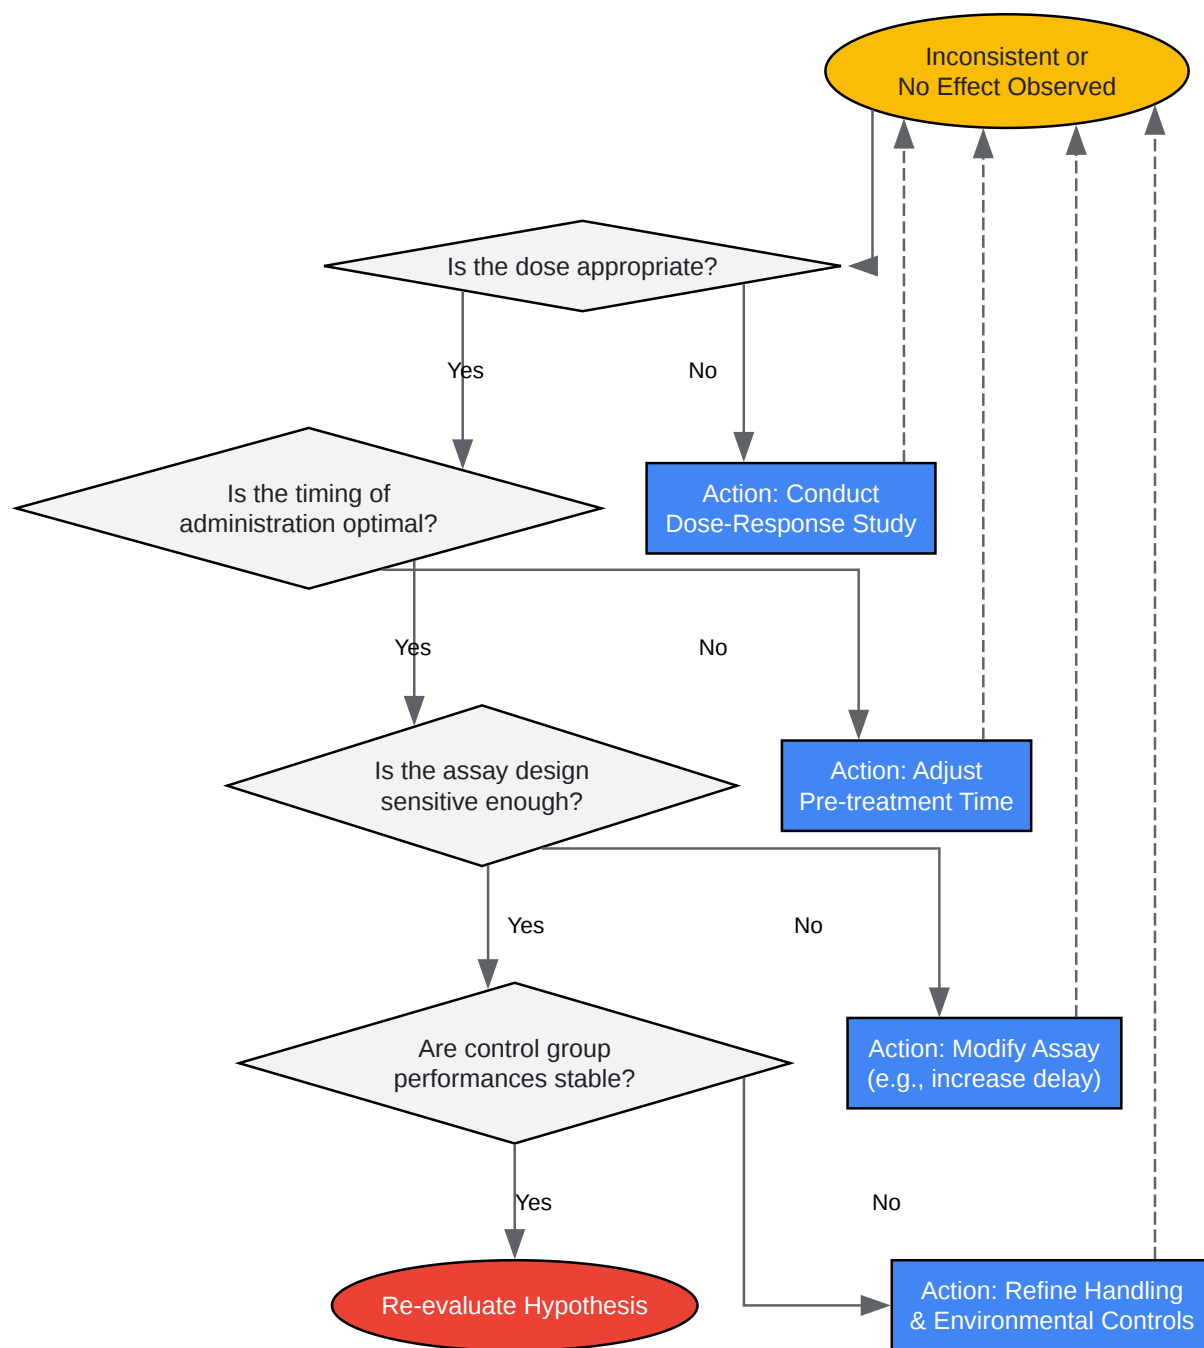 Inconsistent or
No Effect Observed
Is the dose appropriate?
Yes
No
Is the timing of
administration optimal?
Action: Conduct
Dose-Response Study
Yes
No
Is the assay design
sensitive enough?
Action: Adjust
Pre-treatment Time
Yes
No
Are control group
performances stable?
Action: Modify Assay
(e.g., increase delay)
Yes
No
Re-evaluate Hypothesis
Action: Refine Handling
& Environmental Controls